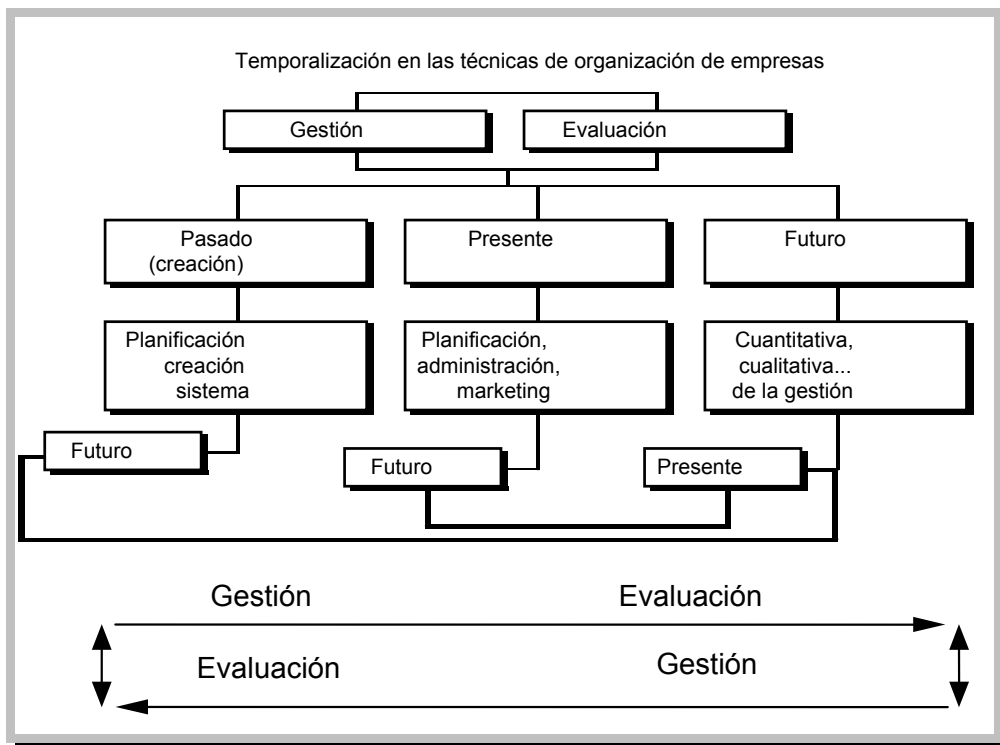 Temporalización en las técnicas de organización de empresas
Gestión
Evaluación
Pasado
(creación)
Presente
Futuro
Planificación
creación
sistema
Planificación,
administración,
marketing
Cuantitativa,
cualitativa...
de la gestión
Futuro
Futuro
Presente
Gestión
Evaluación
Evaluación
Gestión